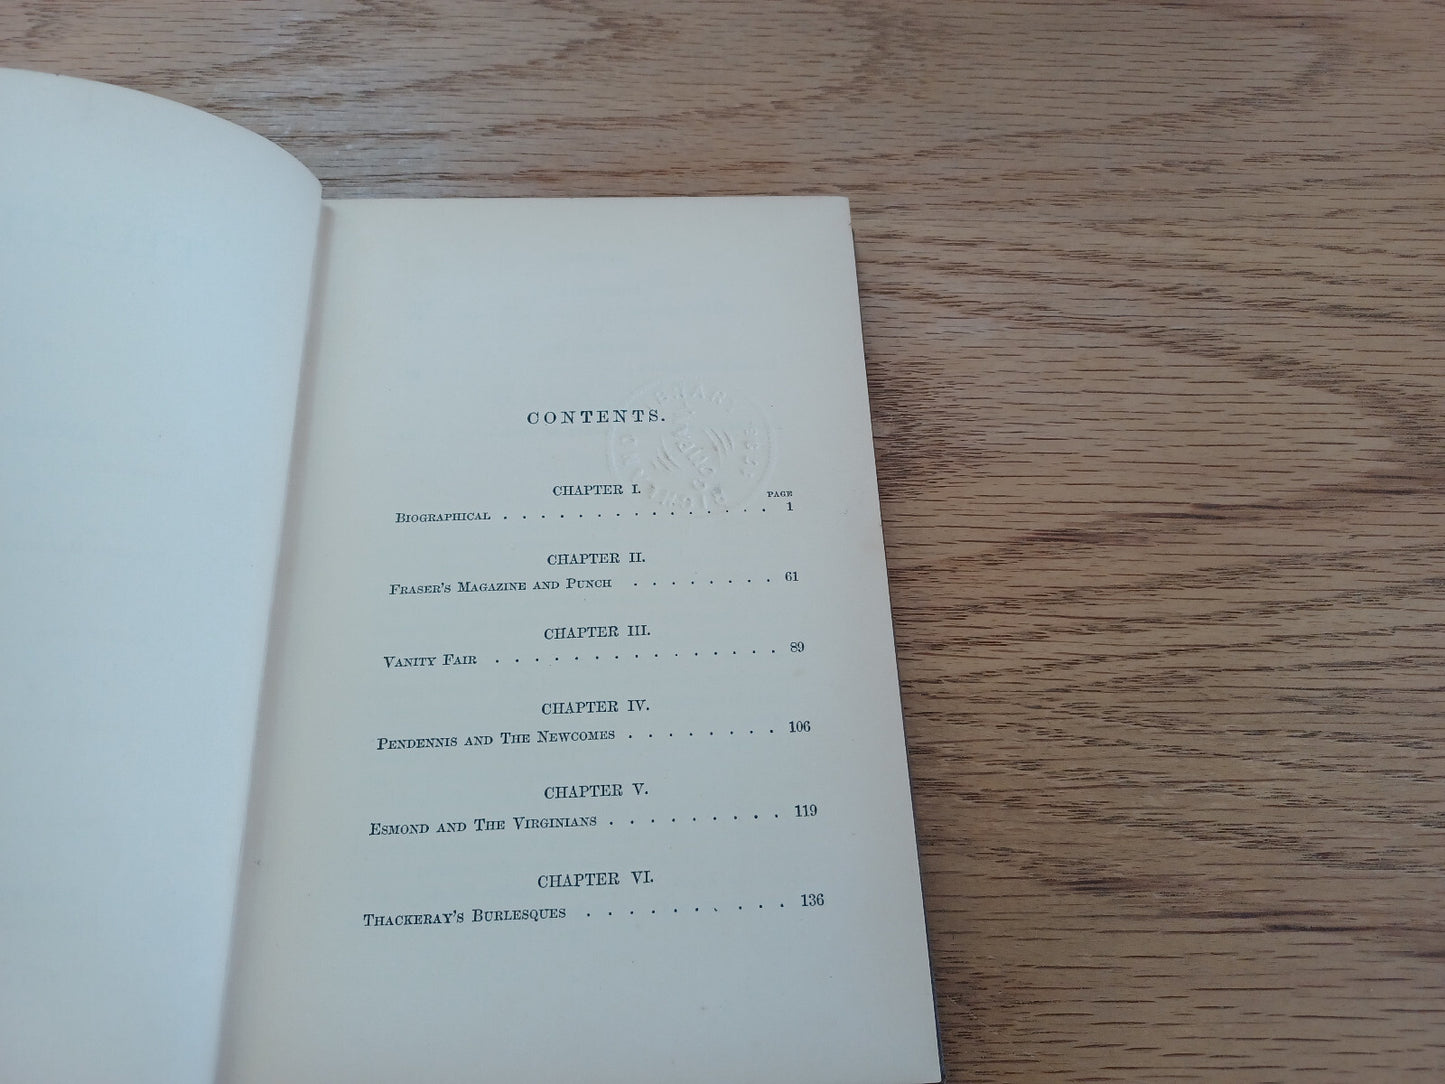 CONTENTS.
CHAPTER I.
PAGE
BIOGRAPHICAL . . . . . . . . . . . . . . . 1
CHAPTER II.
FRASER'S MAGAZINE AND PUNCH . . . . . . . . 61
CHAPTER III.
VANITY FAIR . . . . . . . . . . . . . . . 89
CHAPTER IV.
PENDENNIS AND THE NEWCOMES . . . . . . . . 106
CHAPTER V.
ESMOND AND THE VIRGINIANS . . . . . . . . . 119
CHAPTER VI.
THACKERAY'S BURLESQUES . . . . . . . . . . 136